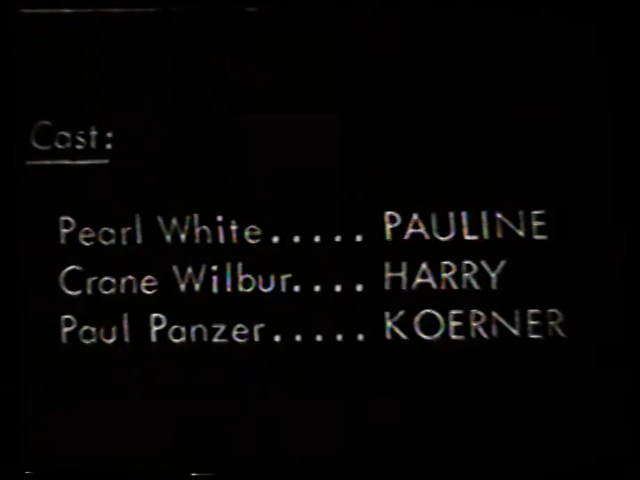 Cast:
Pearl White..... PAULINE
Crane Wilbur.... HARRY
Paul Panzer..... KOERNER